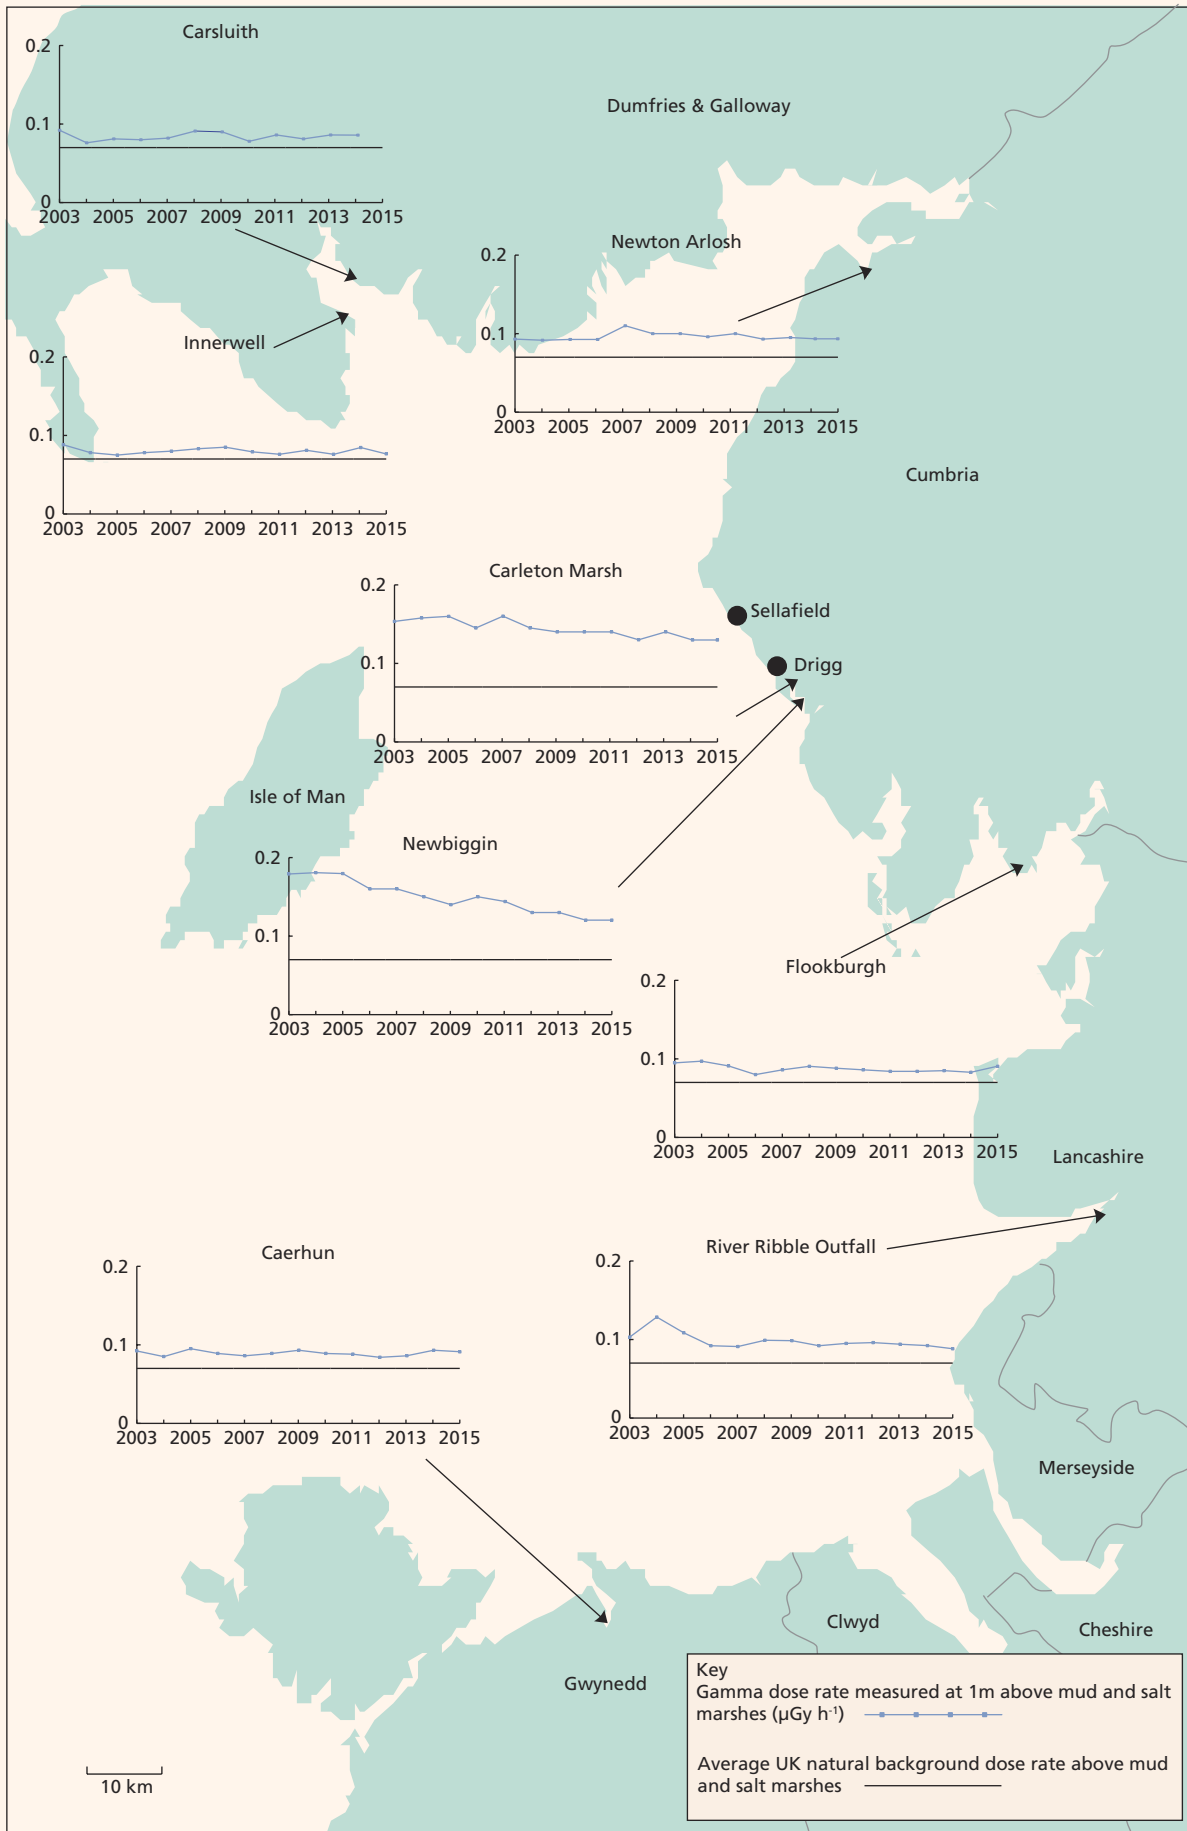 Carsluith
0.2
0.1
0
2003 2005 2007 2009 2011 2013 2015
Dumfries & Galloway
Newton Arlosh
0.2
0.1
0
2003 2005 2007 2009 2011 2013 2015
Innerwell
0.2
0.1
0
2003 2005 2007 2009 2011 2013 2015
Cumbria
Carleton Marsh
0.2
0.1
0
2003 2005 2007 2009 2011 2013 2015
Sellafield
Drigg
Isle of Man
Newbiggin
0.2
0.1
0
2003 2005 2007 2009 2011 2013 2015
Flookburgh
0.2
0.1
0
2003 2005 2007 2009 2011 2013 2015
Lancashire
River Ribble Outfall
0.2
0.1
0
2003 2005 2007 2009 2011 2013 2015
Caerhun
0.2
0.1
0
2003 2005 2007 2009 2011 2013 2015
Merseyside
Clwyd
Cheshire
Gwynedd
10 km
Key
Gamma dose rate measured at 1m above mud and salt
marshes (µGy h⁻¹)
Average UK natural background dose rate above mud
and salt marshes